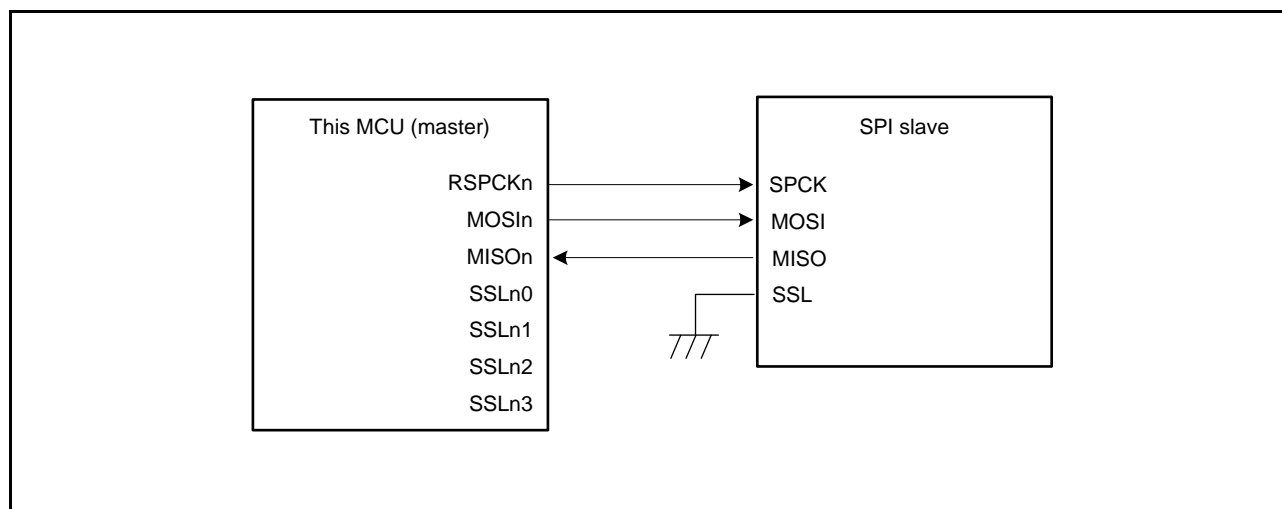 This MCU (master)
RSPCKn
MOSIn
MISOn
SSLn0
SSLn1
SSLn2
SSLn3
SPI slave
SPCK
MOSI
MISO
SSL